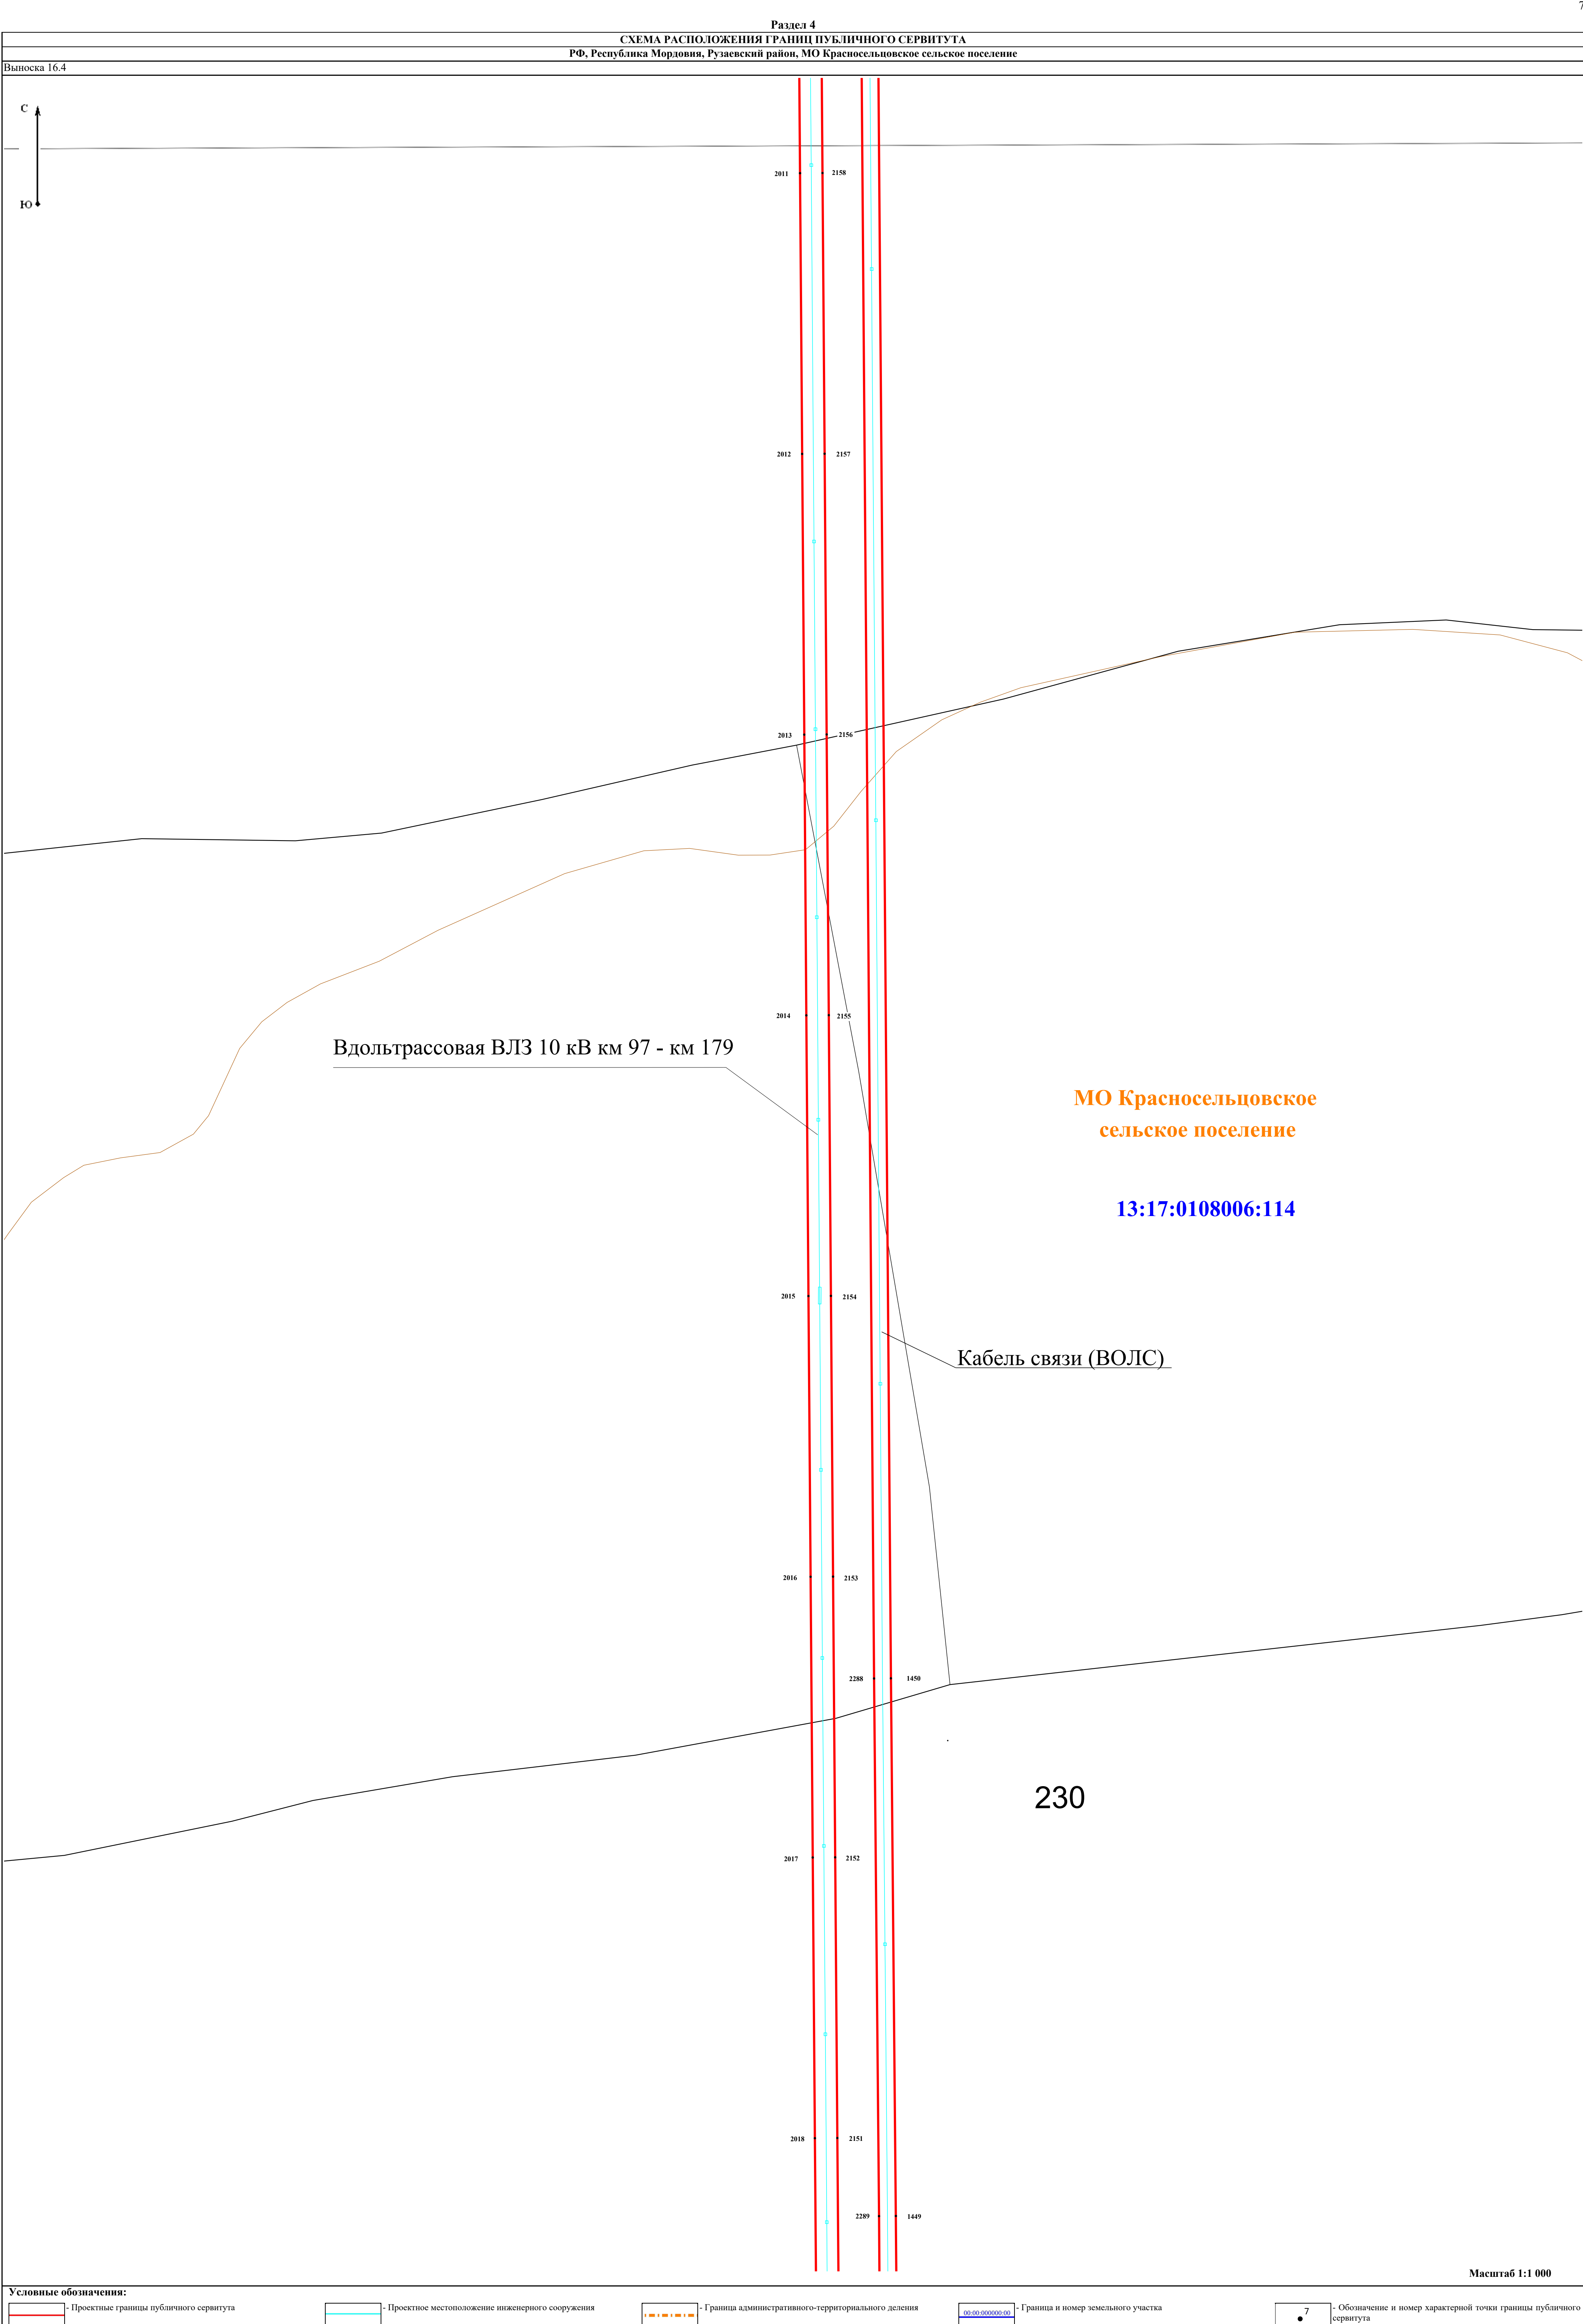 7
Раздел 4
СХЕМА РАСПОЛОЖЕНИЯ ГРАНИЦ ПУБЛИЧНОГО СЕРВИТУТА
РФ, Республика Мордовия, Рузаевский район, МО Красносельцовское сельское поселение
Выноска 16.4
С
Ю
2011
2158
2012
2157
2013
2156
2014
2155
Вдольтрассовая ВЛЗ 10 кВ км 97 - км 179
МО Красносельцовское
сельское поселение
13:17:0108006:114
2015
2154
Кабель связи (ВОЛС)
2016
2153
2288
1450
230
2017
2152
2018
2151
2289
1449
Масштаб 1:1 000
Условные обозначения:
- Проектные границы публичного сервитута
- Проектное местоположение инженерного сооружения
- Граница административно-территориального деления
00:00:000000:00
- Граница и номер земельного участка
7
- Обозначение и номер характерной точки границы публичного
сервитута